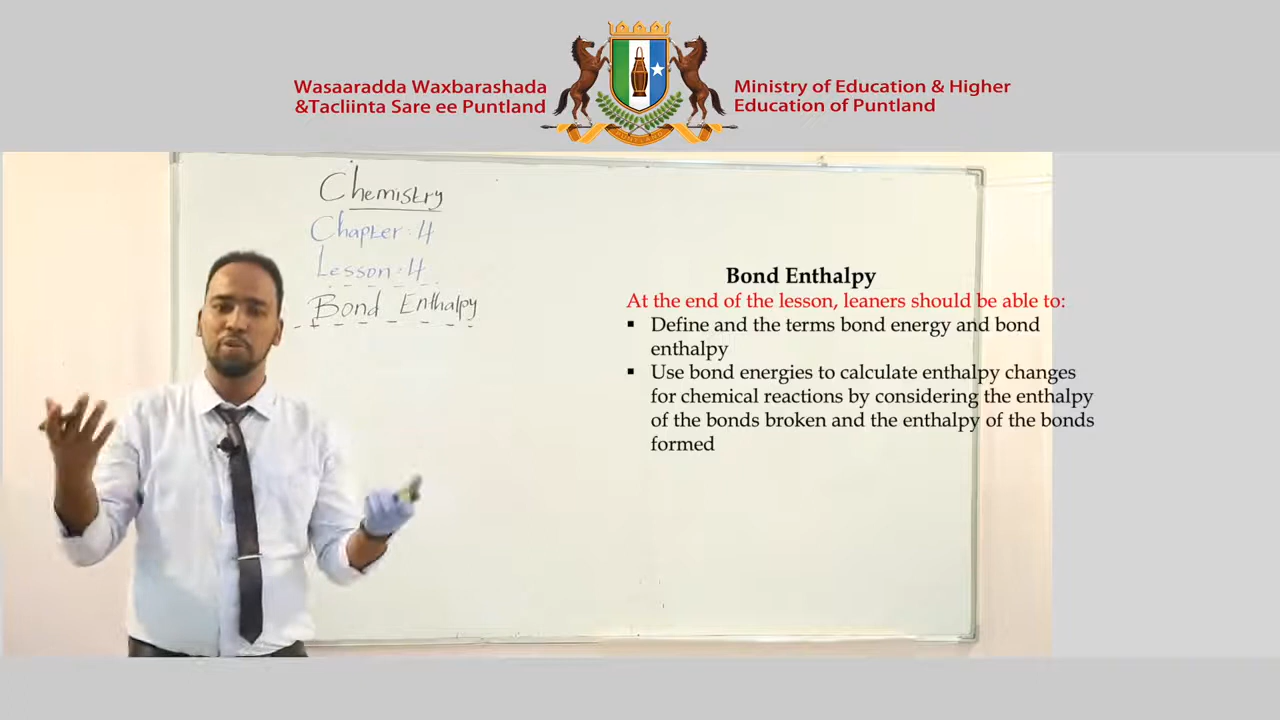 Wasaaradda Waxbarashada
&Tacliinta Sare ee Puntland
Ministry of Education & Higher
Education of Puntland
PUNTLAND
Chemistry
Chapter: 4
Lesson: 4
Bond Enthalpy
Bond Enthalpy
At the end of the lesson, leaners should be able to:
▪ Define and the terms bond energy and bond
enthalpy
▪ Use bond energies to calculate enthalpy changes
for chemical reactions by considering the enthalpy
of the bonds broken and the enthalpy of the bonds
formed